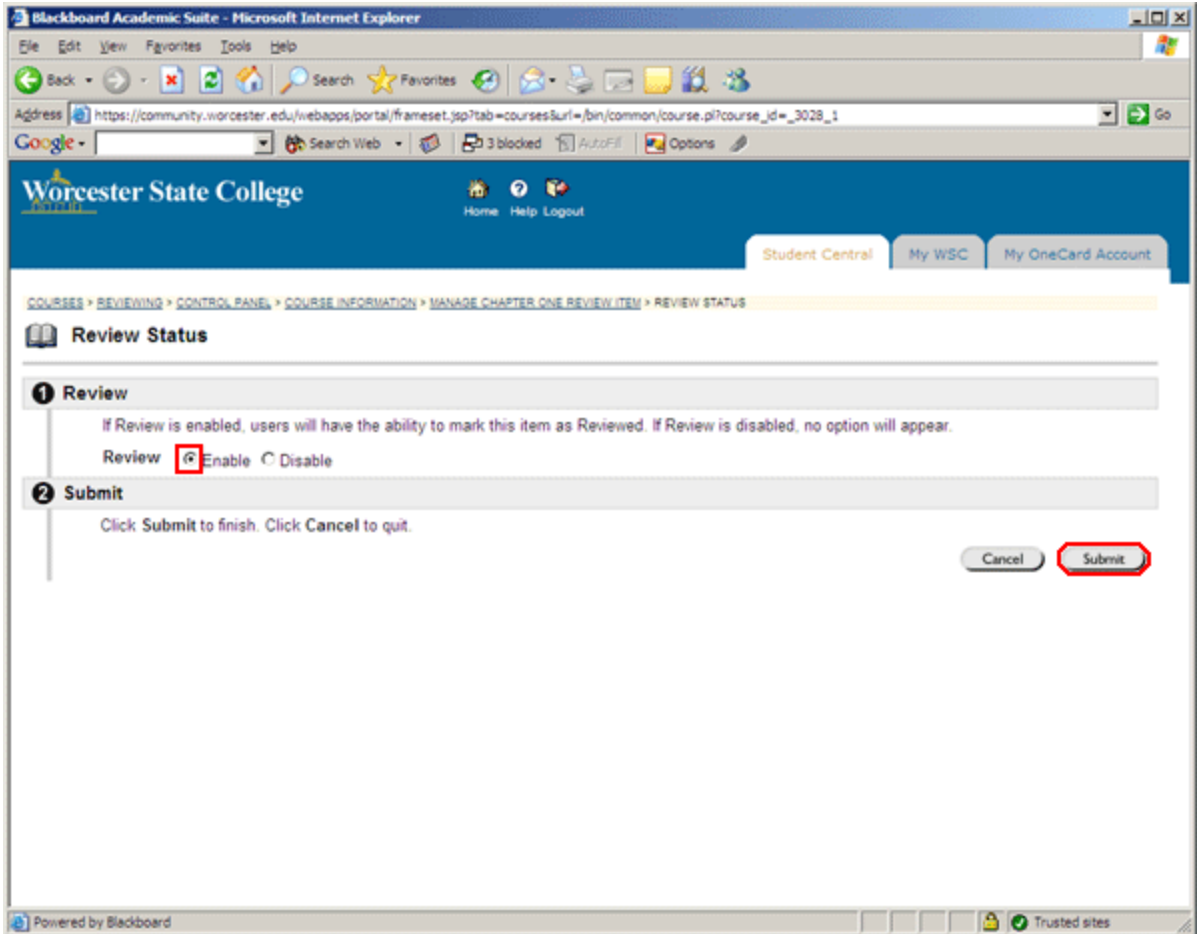 Blackboard Academic Suite - Microsoft Internet Explorer
File Edit View Favorites Tools Help
Back Search Favorites
Address https://community.worcester.edu/webapps/portal/frameset.jsp?tab=courses&url=/bin/common/course.pl?course_id=_3028_1 Go
Google Search Web 3 blocked AutoFill Options
Worcester State College
Home Help Logout
Student Central My WSC My OneCard Account
COURSES > REVIEWING > CONTROL PANEL > COURSE INFORMATION > MANAGE CHAPTER ONE REVIEW ITEM > REVIEW STATUS
Review Status
1 Review
If Review is enabled, users will have the ability to mark this item as Reviewed. If Review is disabled, no option will appear.
Review Enable Disable
2 Submit
Click Submit to finish. Click Cancel to quit.
Cancel Submit
Powered by Blackboard Trusted sites